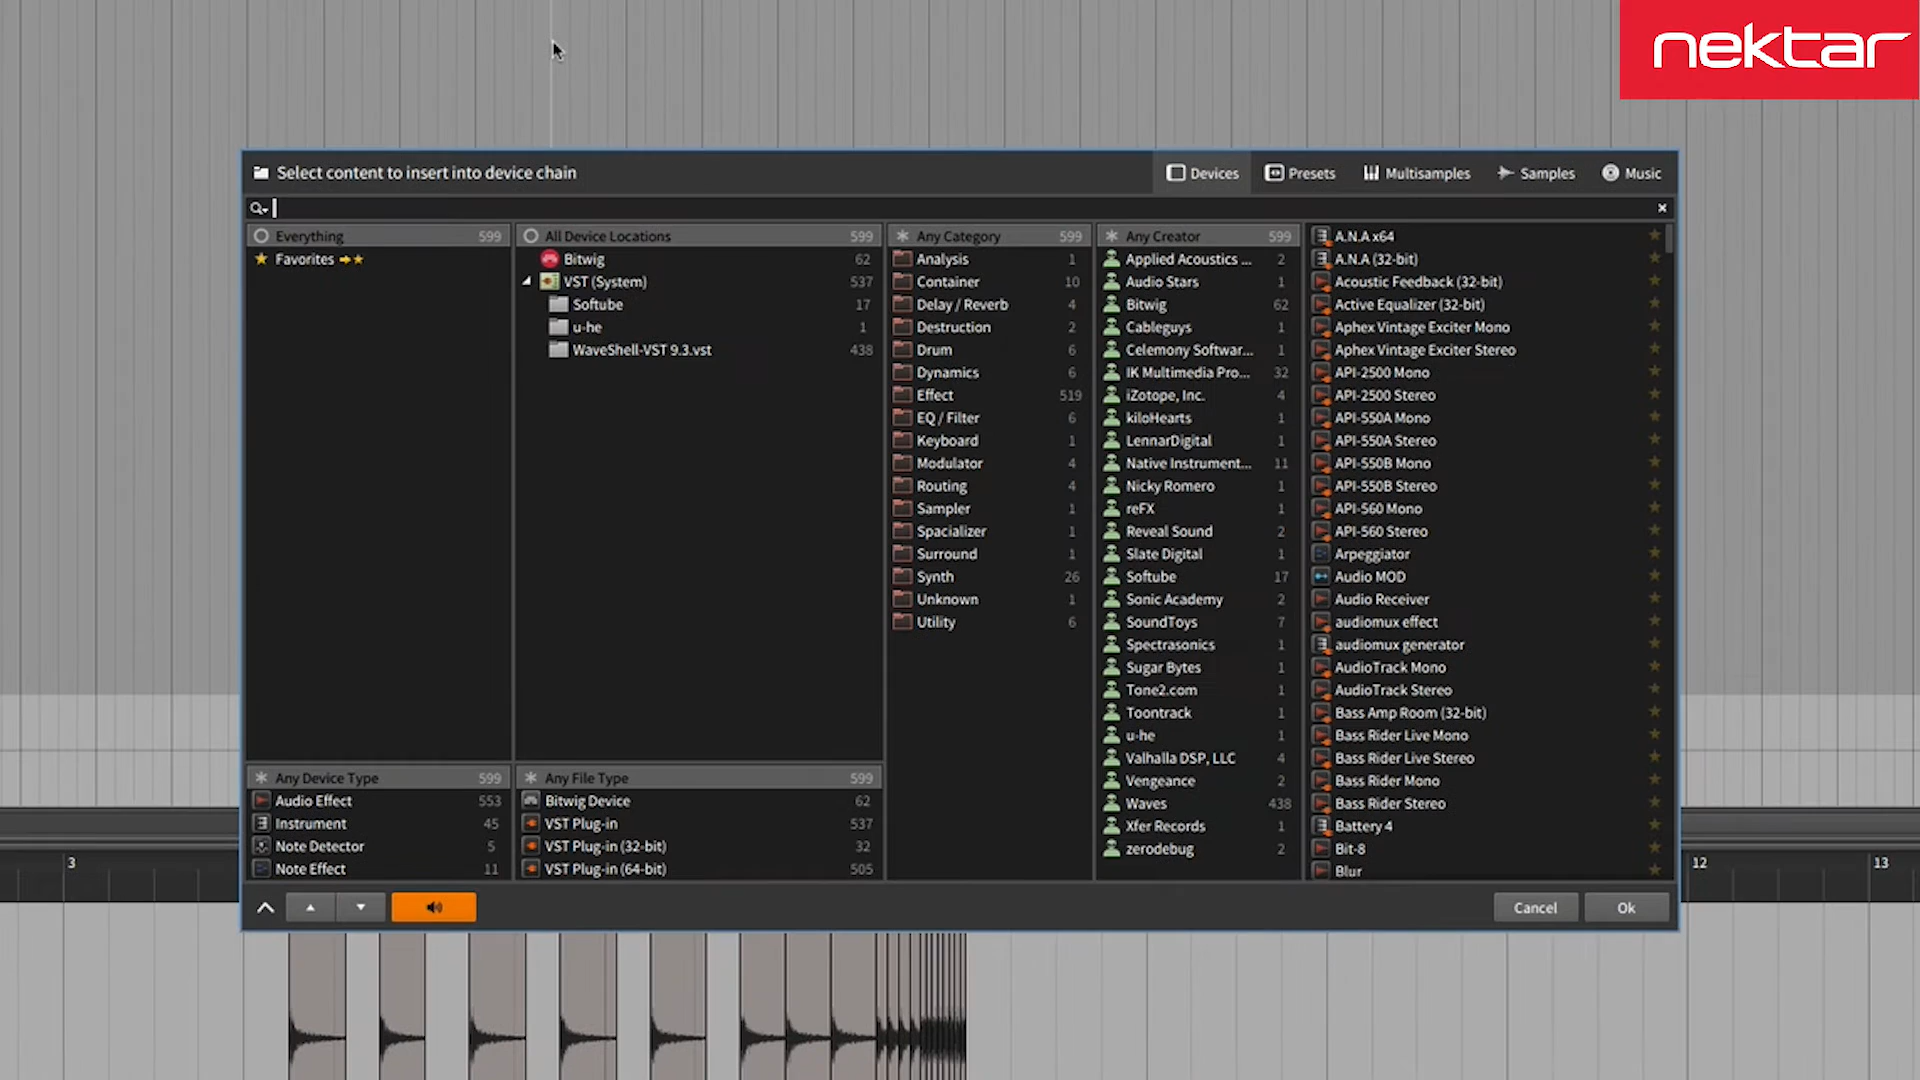 nektar
Select content to insert into device chain
Devices
Presets
Multisamples
Samples
Music
Everything 599
Favorites
All Device Locations 599
Bitwig 62
VST (System) 537
Softube 17
u-he 1
WaveShell-VST 9.3.vst 438
Any Category 599
Analysis 1
Container 10
Delay / Reverb 4
Destruction 2
Drum 6
Dynamics 6
Effect 519
EQ / Filter 6
Keyboard 1
Modulator 4
Routing 4
Sampler 1
Spacializer 1
Surround 1
Synth 26
Unknown 1
Utility 6
Any Creator 599
Applied Acoustics ... 2
Audio Stars 1
Bitwig 62
Cableguys 1
Celemony Softwar... 1
IK Multimedia Pro... 32
iZotope, Inc. 4
kiloHearts 1
LennarDigital 1
Native Instrument... 11
Nicky Romero 1
reFX 1
Reveal Sound 2
Slate Digital 1
Softube 17
Sonic Academy 2
SoundToys 7
Spectrasonics 1
Sugar Bytes 1
Tone2.com 1
Toontrack 1
u-he 1
Valhalla DSP, LLC 4
Vengeance 2
Waves 438
Xfer Records 1
zerodebug 2
A.N.A x64
A.N.A (32-bit)
Acoustic Feedback (32-bit)
Active Equalizer (32-bit)
Aphex Vintage Exciter Mono
Aphex Vintage Exciter Stereo
API-2500 Mono
API-2500 Stereo
API-550A Mono
API-550A Stereo
API-550B Mono
API-550B Stereo
API-560 Mono
API-560 Stereo
Arpeggiator
Audio MOD
Audio Receiver
audiomux effect
audiomux generator
AudioTrack Mono
AudioTrack Stereo
Bass Amp Room (32-bit)
Bass Rider Live Mono
Bass Rider Live Stereo
Bass Rider Mono
Bass Rider Stereo
Battery 4
Bit-8
Blur
Any Device Type 599
Audio Effect 553
Instrument 45
Note Detector 5
Note Effect 11
Any File Type 599
Bitwig Device 62
VST Plug-in 537
VST Plug-in (32-bit) 32
VST Plug-in (64-bit) 505
3
12
13
Cancel
Ok